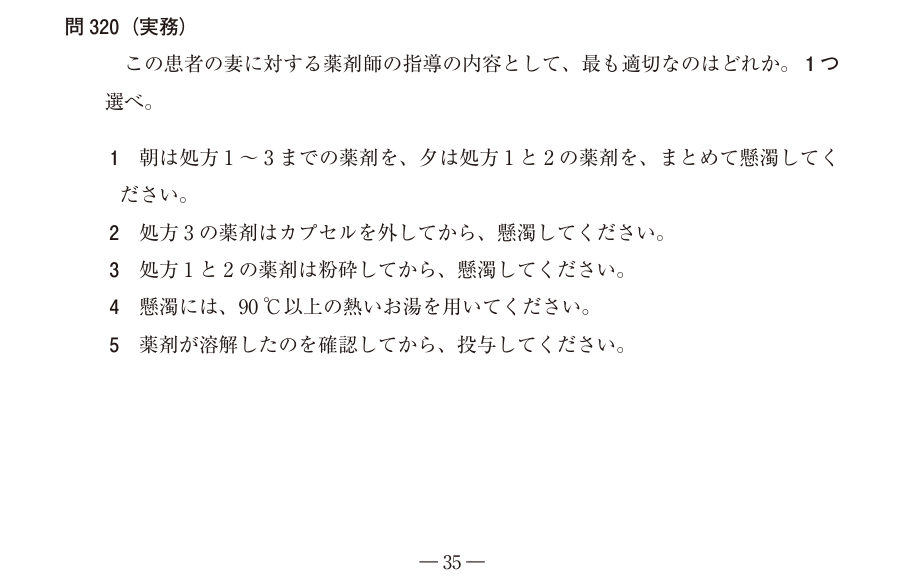 問 320（実務）
この患者の妻に対する薬剤師の指導の内容として、最も適切なのはどれか。1つ
選べ。
1 朝は処方１～３までの薬剤を、夕は処方１と２の薬剤を、まとめて懸濁してく
ださい。
2 処方３の薬剤はカプセルを外してから、懸濁してください。
3 処方１と２の薬剤は粉砕してから、懸濁してください。
4 懸濁には、90 ℃以上の熱いお湯を用いてください。
5 薬剤が溶解したのを確認してから、投与してください。
― 35 ―